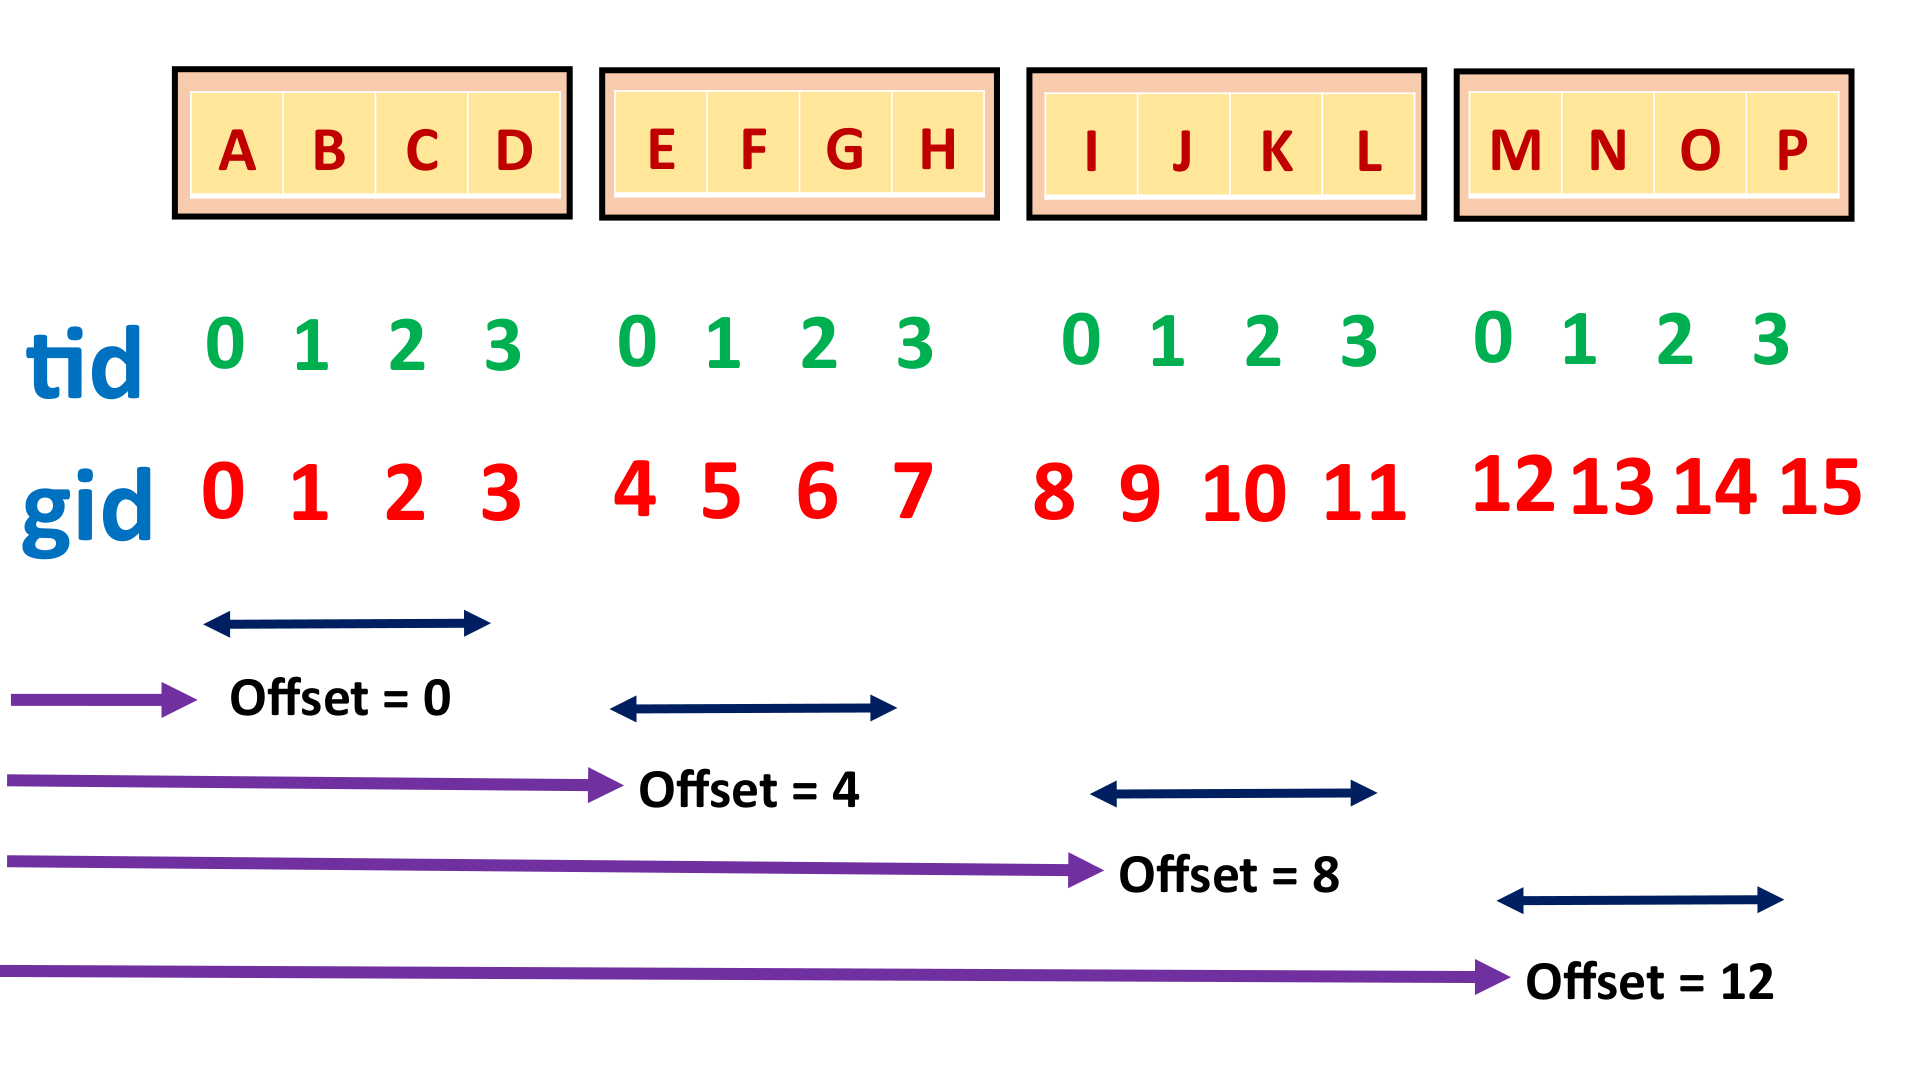 A B C D E F G H I J K L M N O P
tid 0 1 2 3 0 1 2 3 0 1 2 3 0 1 2 3
gid 0 1 2 3 4 5 6 7 8 9 10 11 12 13 14 15
Offset = 0
Offset = 4
Offset = 8
Offset = 12